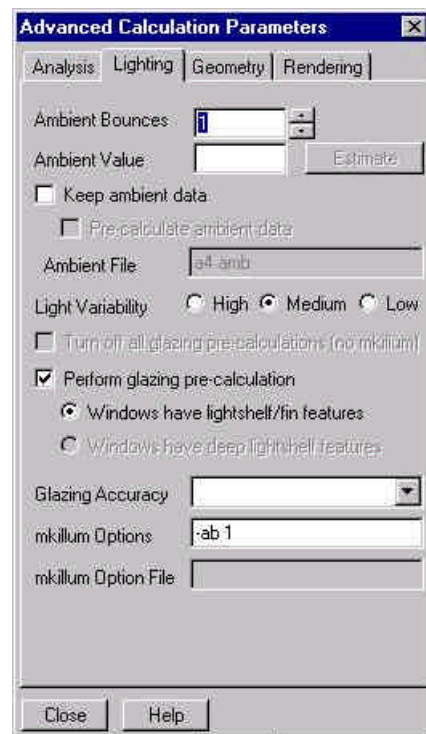 Advanced Calculation Parameters
Analysis Lighting Geometry Rendering
Ambient Bounces 1
Ambient Value Estimate
Keep ambient data
Pre-calculate ambient data
Ambient File a4.amb
Light Variability High Medium Low
Turn off all glazing pre-calculations (no mkillum)
Perform glazing pre-calculation
Windows have lightshelf/fin features
Windows have deep lightshelf features
Glazing Accuracy
mkillum Options -ab 1
mkillum Option File
Close Help